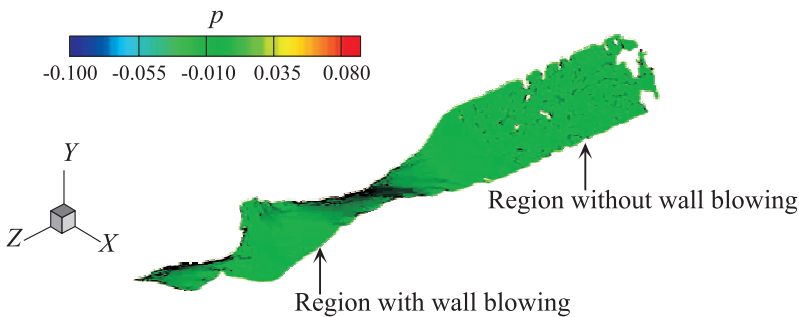 p
-0.100 -0.055 -0.010 0.035 0.080
Y
Z
X
Region without wall blowing
Region with wall blowing